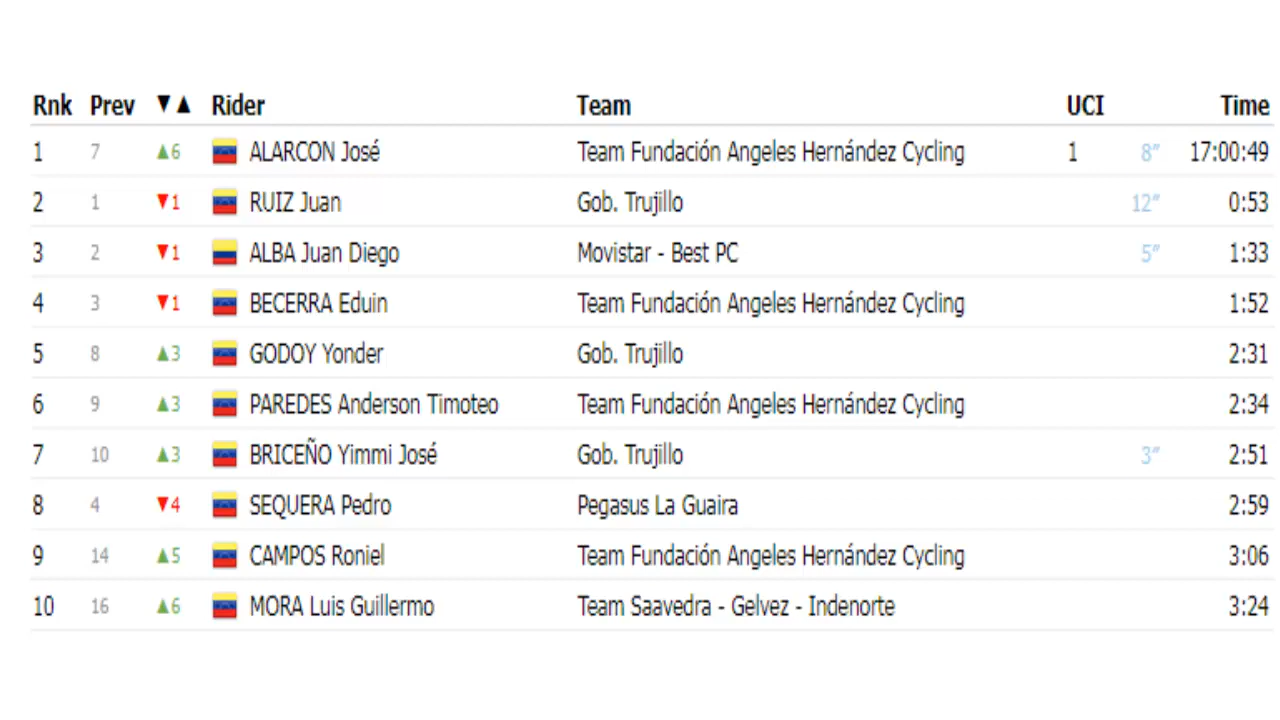 Rnk Prev ▼▲ Rider Team UCI Time
1 7 ▲6 ALARCON José Team Fundación Angeles Hernández Cycling 1 8″ 17:00:49
2 1 ▼1 RUIZ Juan Gob. Trujillo 12″ 0:53
3 2 ▼1 ALBA Juan Diego Movistar - Best PC 5″ 1:33
4 3 ▼1 BECERRA Eduin Team Fundación Angeles Hernández Cycling 1:52
5 8 ▲3 GODOY Yonder Gob. Trujillo 2:31
6 9 ▲3 PAREDES Anderson Timoteo Team Fundación Angeles Hernández Cycling 2:34
7 10 ▲3 BRICEÑO Yimmi José Gob. Trujillo 3″ 2:51
8 4 ▼4 SEQUERA Pedro Pegasus La Guaira 2:59
9 14 ▲5 CAMPOS Roniel Team Fundación Angeles Hernández Cycling 3:06
10 16 ▲6 MORA Luis Guillermo Team Saavedra - Gelvez - Indenorte 3:24